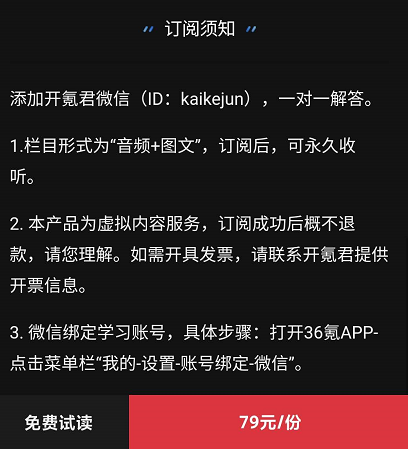 订阅须知
添加开氪君微信（ID：kaikejun），一对一解答。
1.栏目形式为“音频+图文”，订阅后，可永久收
听。
2. 本产品为虚拟内容服务，订阅成功后概不退
款，请您理解。如需开具发票，请联系开氪君提供
开票信息。
3. 微信绑定学习账号，具体步骤：打开36氪APP-
点击菜单栏“我的-设置-账号绑定-微信”。
免费试读
79元/份